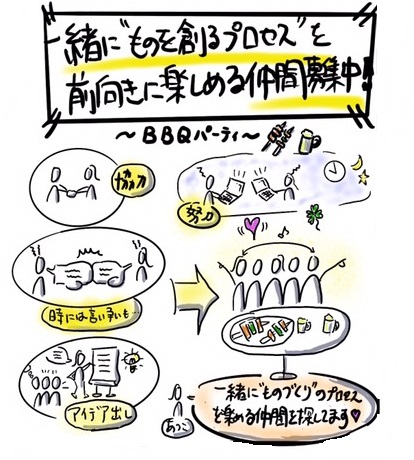 一緒に"ものを創るプロセス"を
前向きに楽しめる仲間募集中!
〜BBQパーティ〜
協力
努力
時には言い争いも…
アイデア出し
あつこ
一緒に"ものづくり"のプロセス
を楽める仲間を探してます♥